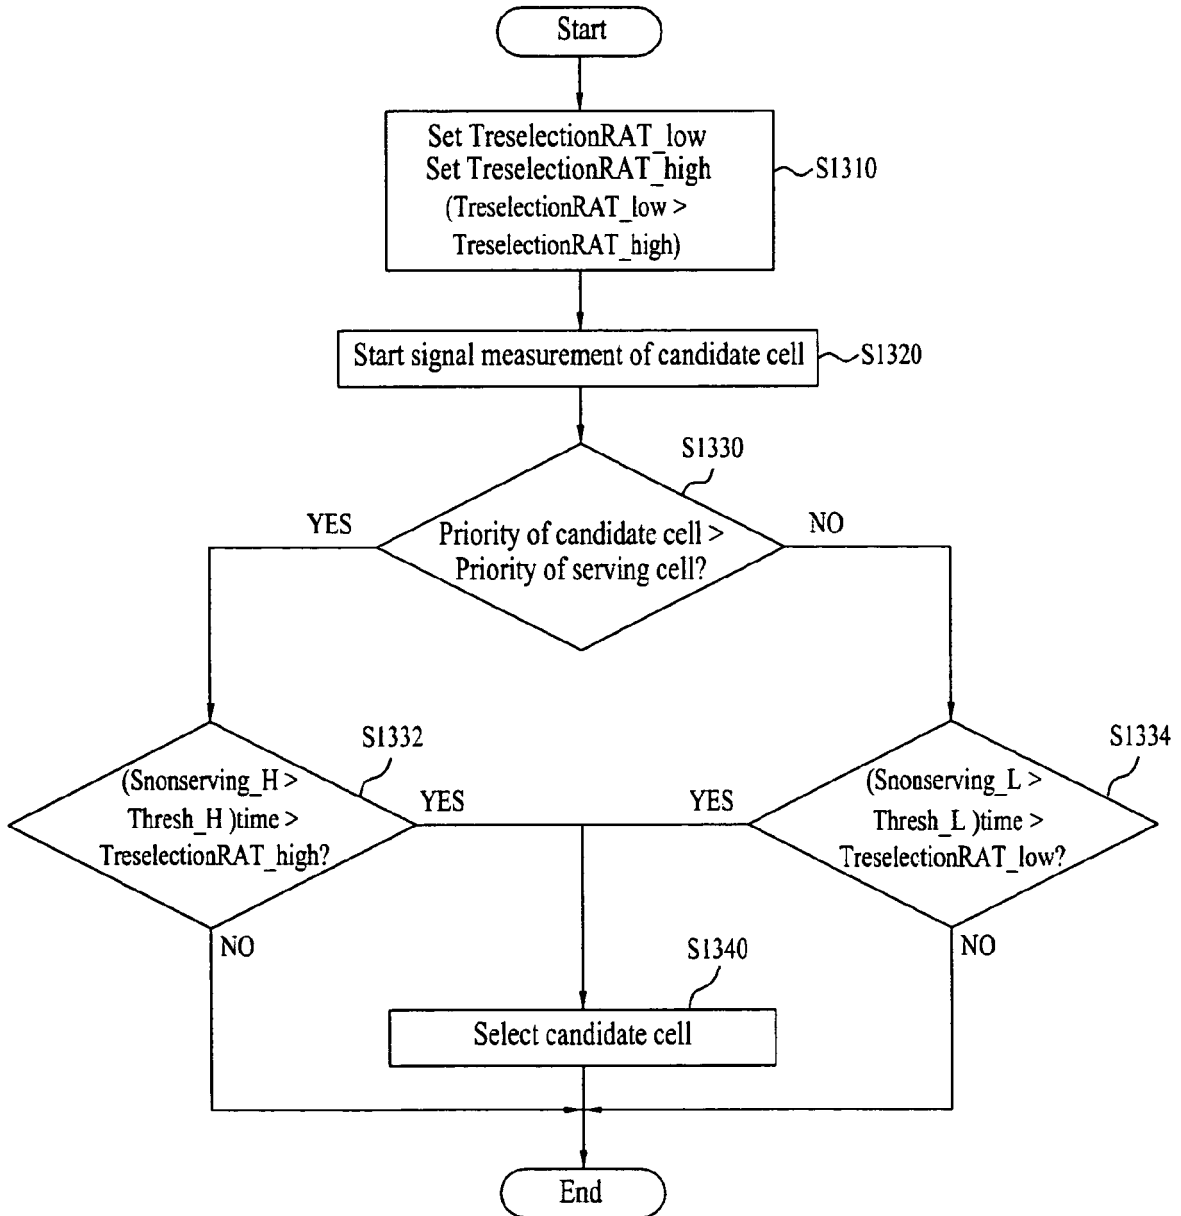 Start
Set TreselectionRAT_low
Set TreselectionRAT_high
(TreselectionRAT_low >
TreselectionRAT_high)
S1310
Start signal measurement of candidate cell
S1320
S1330
YES
Priority of candidate cell >
Priority of serving cell?
NO
S1332
(Snonserving_H >
Thresh_H )time >
TreselectionRAT_high?
YES
NO
S1334
YES
(Snonserving_L >
Thresh_L )time >
TreselectionRAT_low?
NO
S1340
Select candidate cell
End